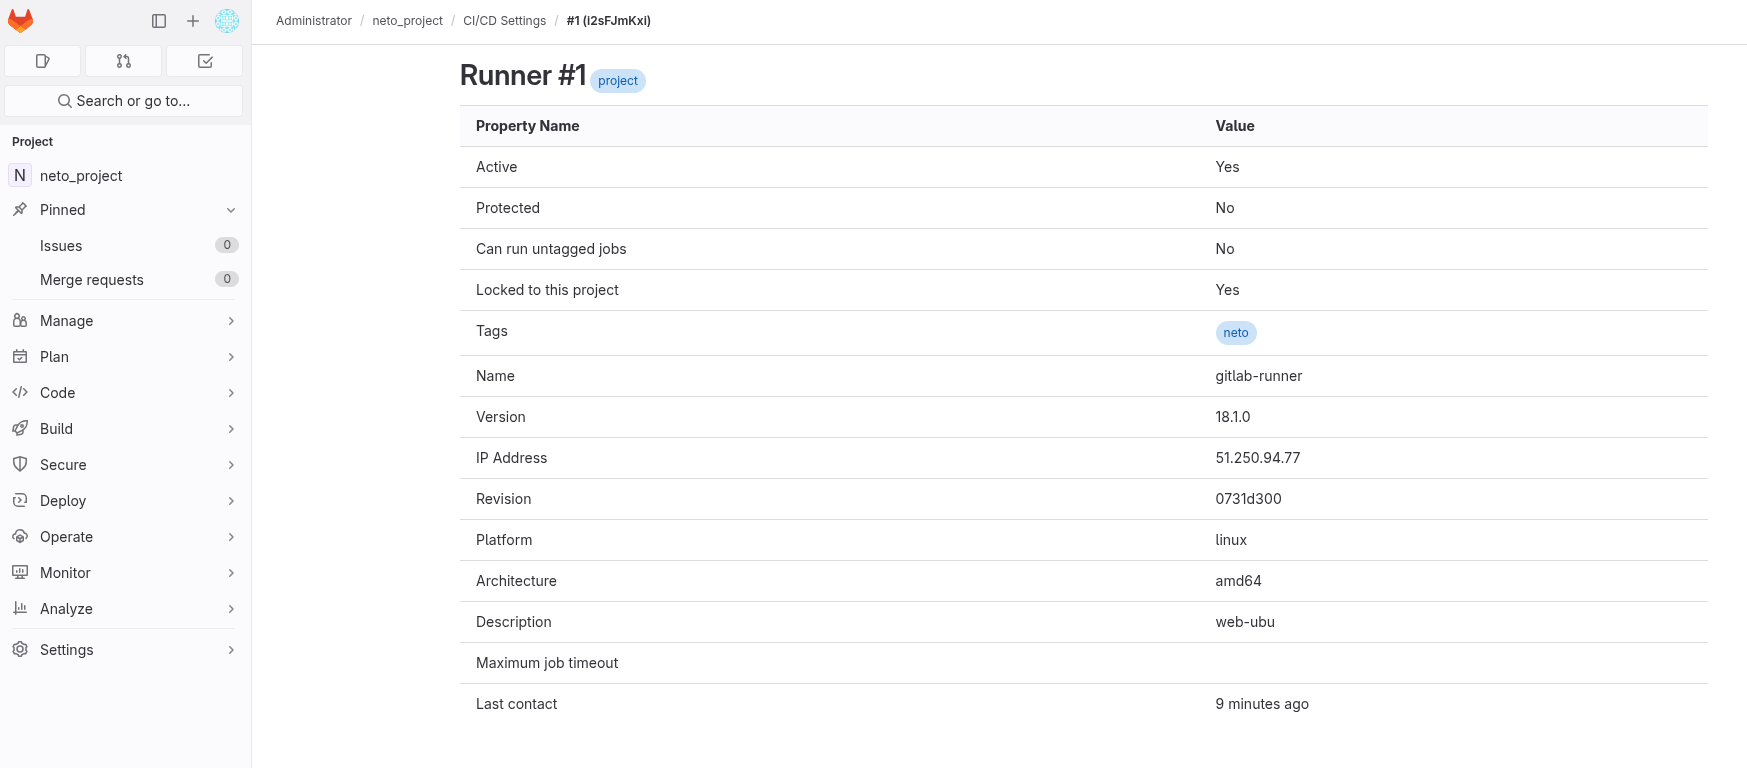 Administrator / neto_project / CI/CD Settings / #1 (i2sFJmKxi)
Search or go to...
Project
N neto_project
Pinned
Issues 0
Merge requests 0
Manage
Plan
Code
Build
Secure
Deploy
Operate
Monitor
Analyze
Settings
Runner #1 project
Property Name Value
Active Yes
Protected No
Can run untagged jobs No
Locked to this project Yes
Tags neto
Name gitlab-runner
Version 18.1.0
IP Address 51.250.94.77
Revision 0731d300
Platform linux
Architecture amd64
Description web-ubu
Maximum job timeout
Last contact 9 minutes ago